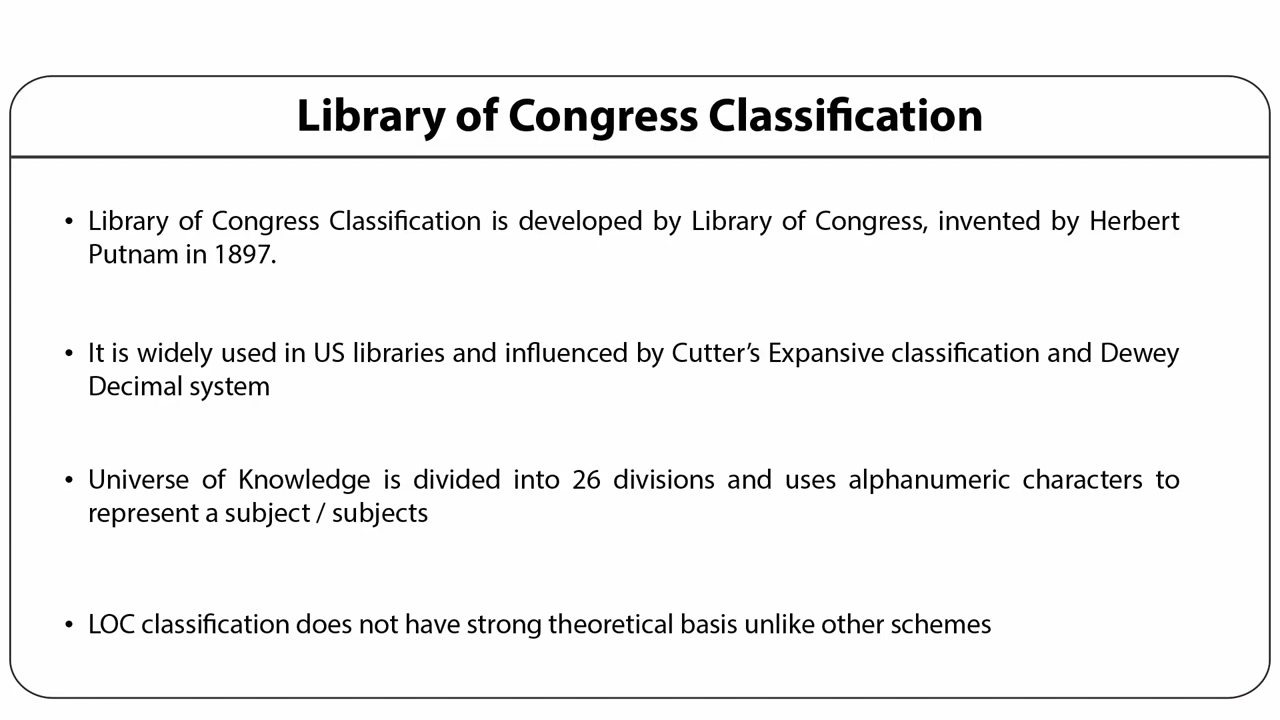 Library of Congress Classification
• Library of Congress Classification is developed by Library of Congress, invented by Herbert
Putnam in 1897.
• It is widely used in US libraries and influenced by Cutter’s Expansive classification and Dewey
Decimal system
• Universe of Knowledge is divided into 26 divisions and uses alphanumeric characters to
represent a subject / subjects
• LOC classification does not have strong theoretical basis unlike other schemes